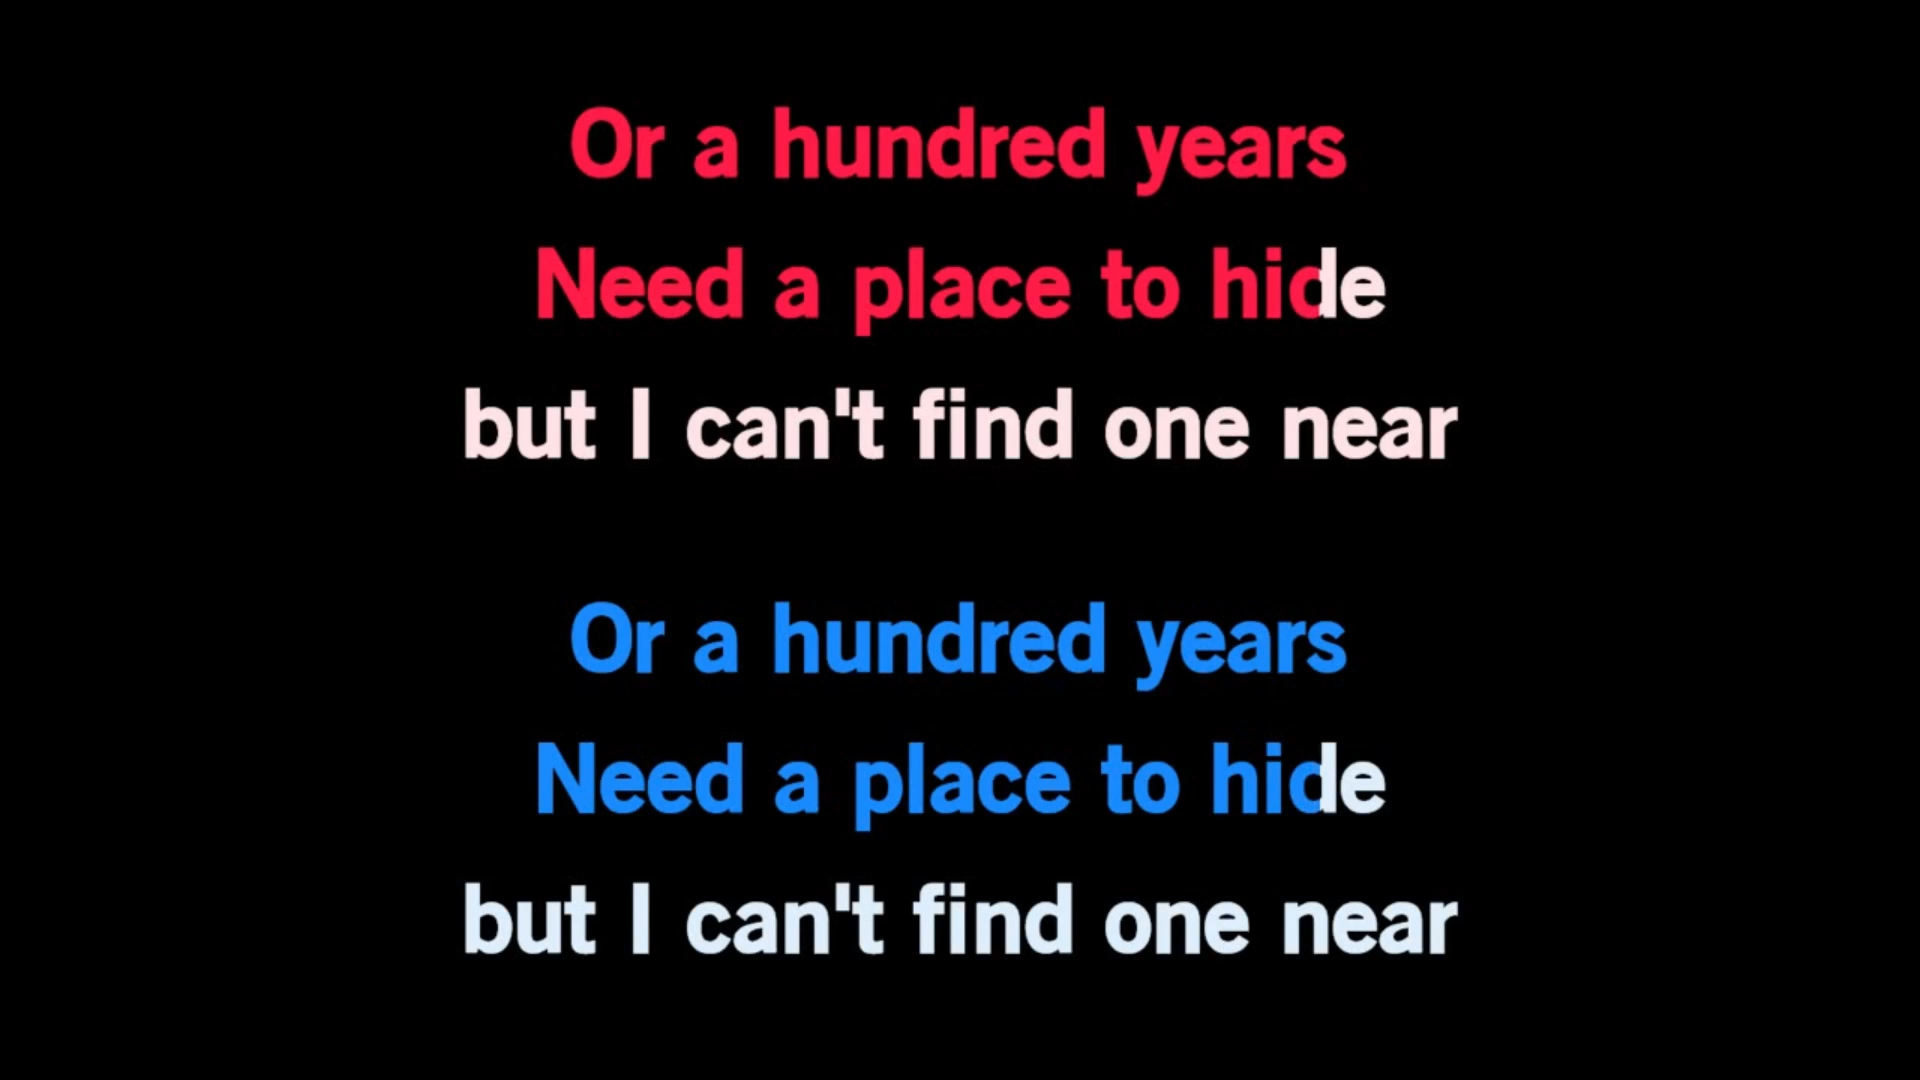 Or a hundred years
Need a place to hide
but I can't find one near
Or a hundred years
Need a place to hide
but I can't find one near